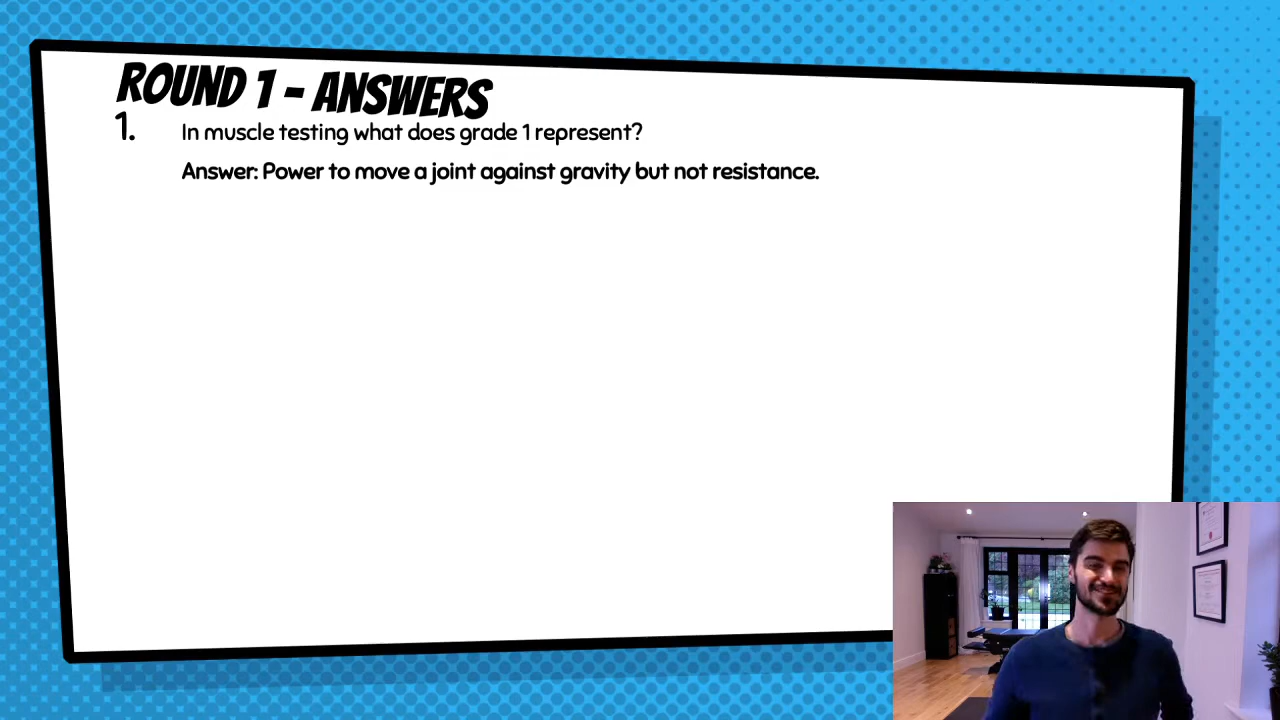 ROUND 1 - ANSWERS
1. In muscle testing what does grade 1 represent?
Answer: Power to move a joint against gravity but not resistance.